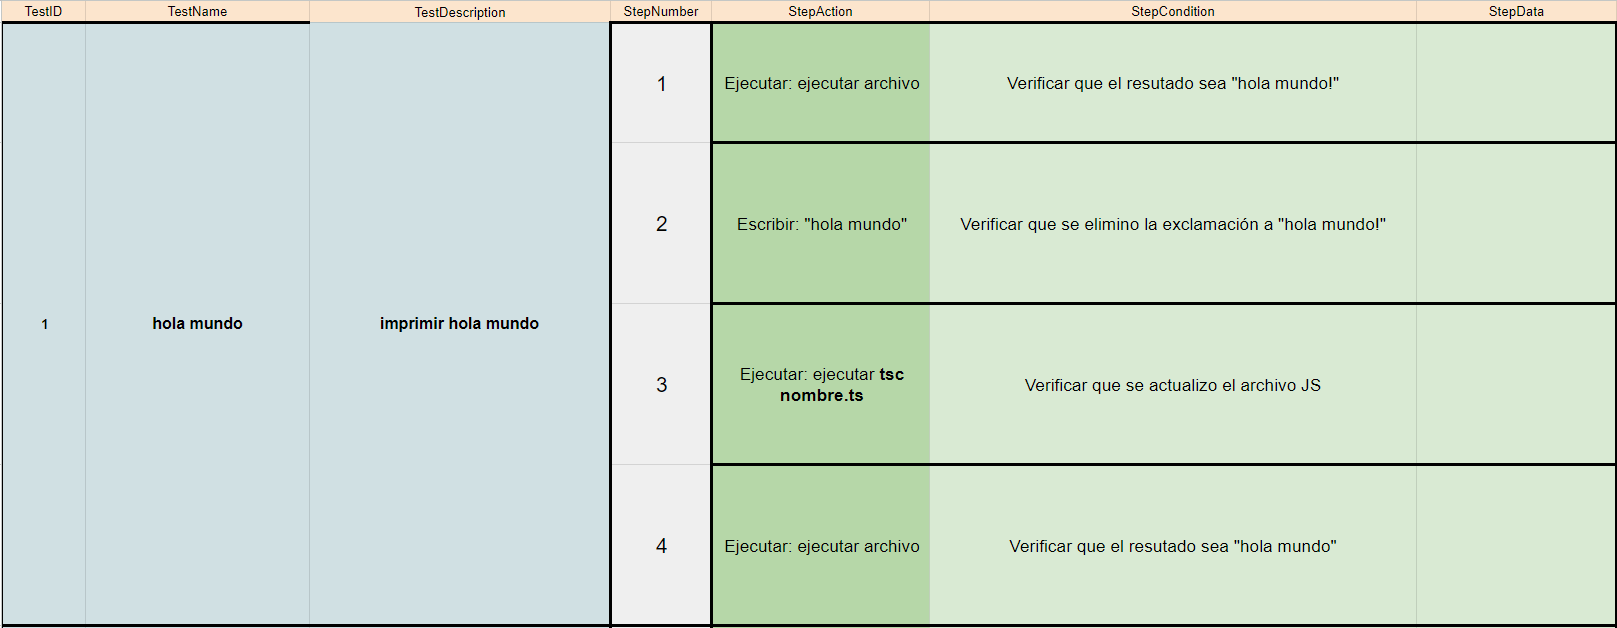 TestID TestName TestDescription StepNumber StepAction StepCondition StepData
1 hola mundo imprimir hola mundo
1 Ejecutar: ejecutar archivo Verificar que el resutado sea "hola mundo!"
2 Escribir: "hola mundo" Verificar que se elimino la exclamación a "hola mundo!"
3 Ejecutar: ejecutar tsc
nombre.ts
Verificar que se actualizo el archivo JS
4 Ejecutar: ejecutar archivo Verificar que el resutado sea "hola mundo"